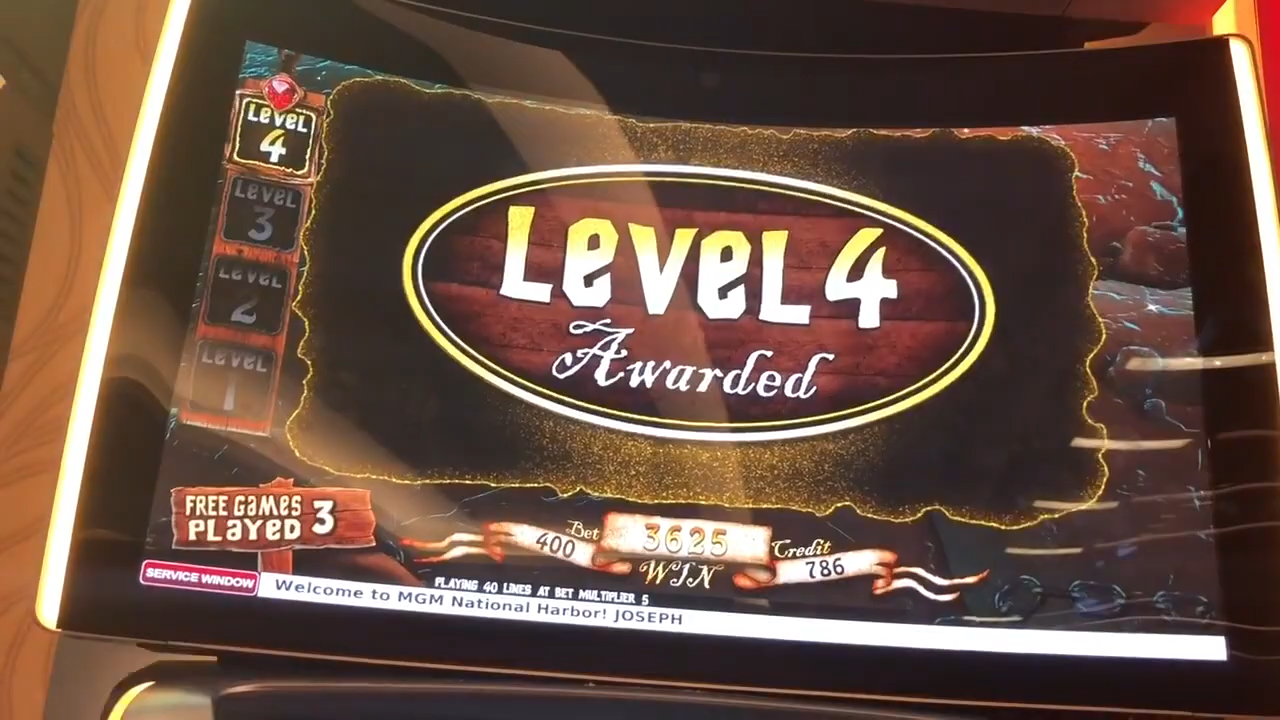 LeveL
4
LeveL
3
LeveL
2
LeveL
1
LeveL 4
Awarded
FREE GaMeS
PLAYED 3
Bet
400
3625
WIN
Credit
786
PLAYING 40 LINES AT BET MULTIPLIER 5
SERVICE WINDOW
Welcome to MGM National Harbor! JOSEPH